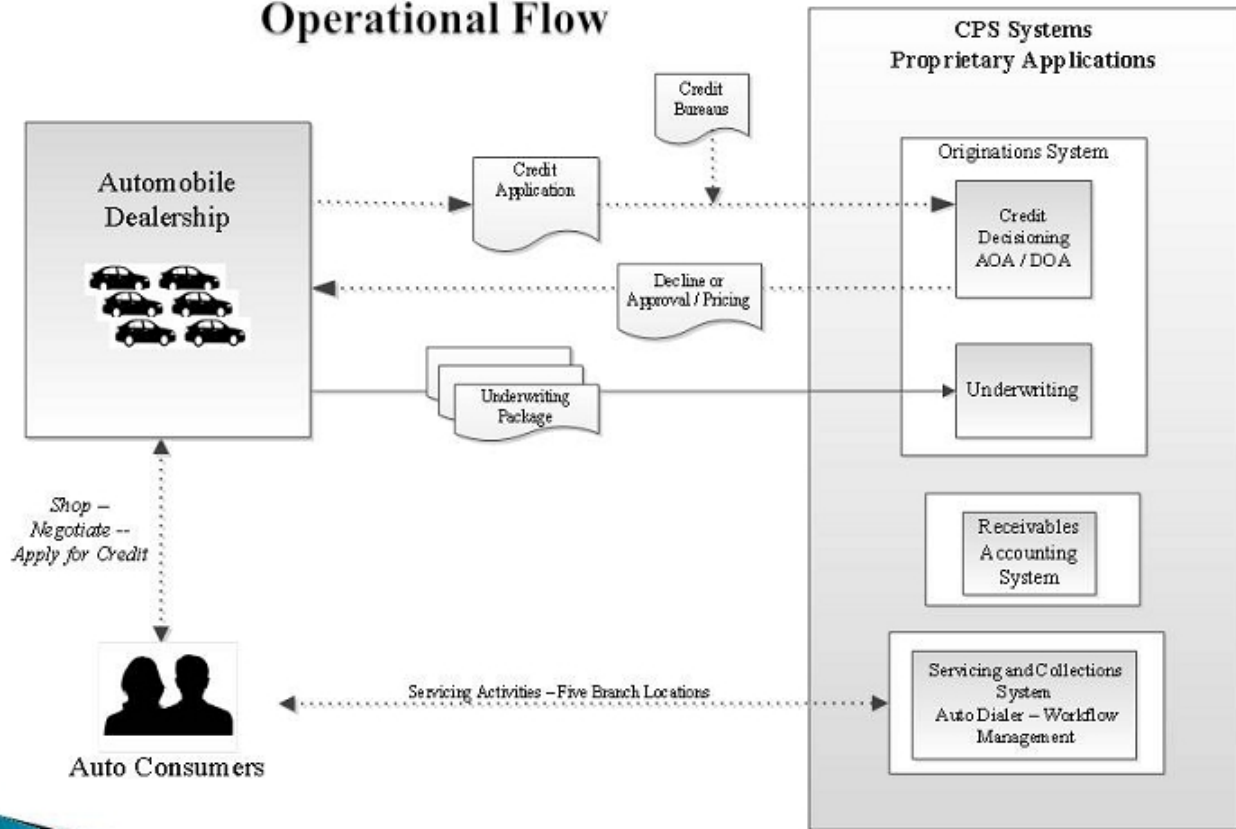 Operational Flow
CPS Systems
Proprietary Applications
Credit
Bureaus
Originations System
Automobile
Dealership
Credit
Application
Credit
Decisioning
AOA / DOA
Decline or
Approval / Pricing
Underwriting
Package
Underwriting
Shop –
Negotiate --
Apply for Credit
Receivables
Accounting
System
Servicing Activities – Five Branch Locations
Servicing and Collections
System
Auto Dialer – Workflow
Management
Auto Consumers